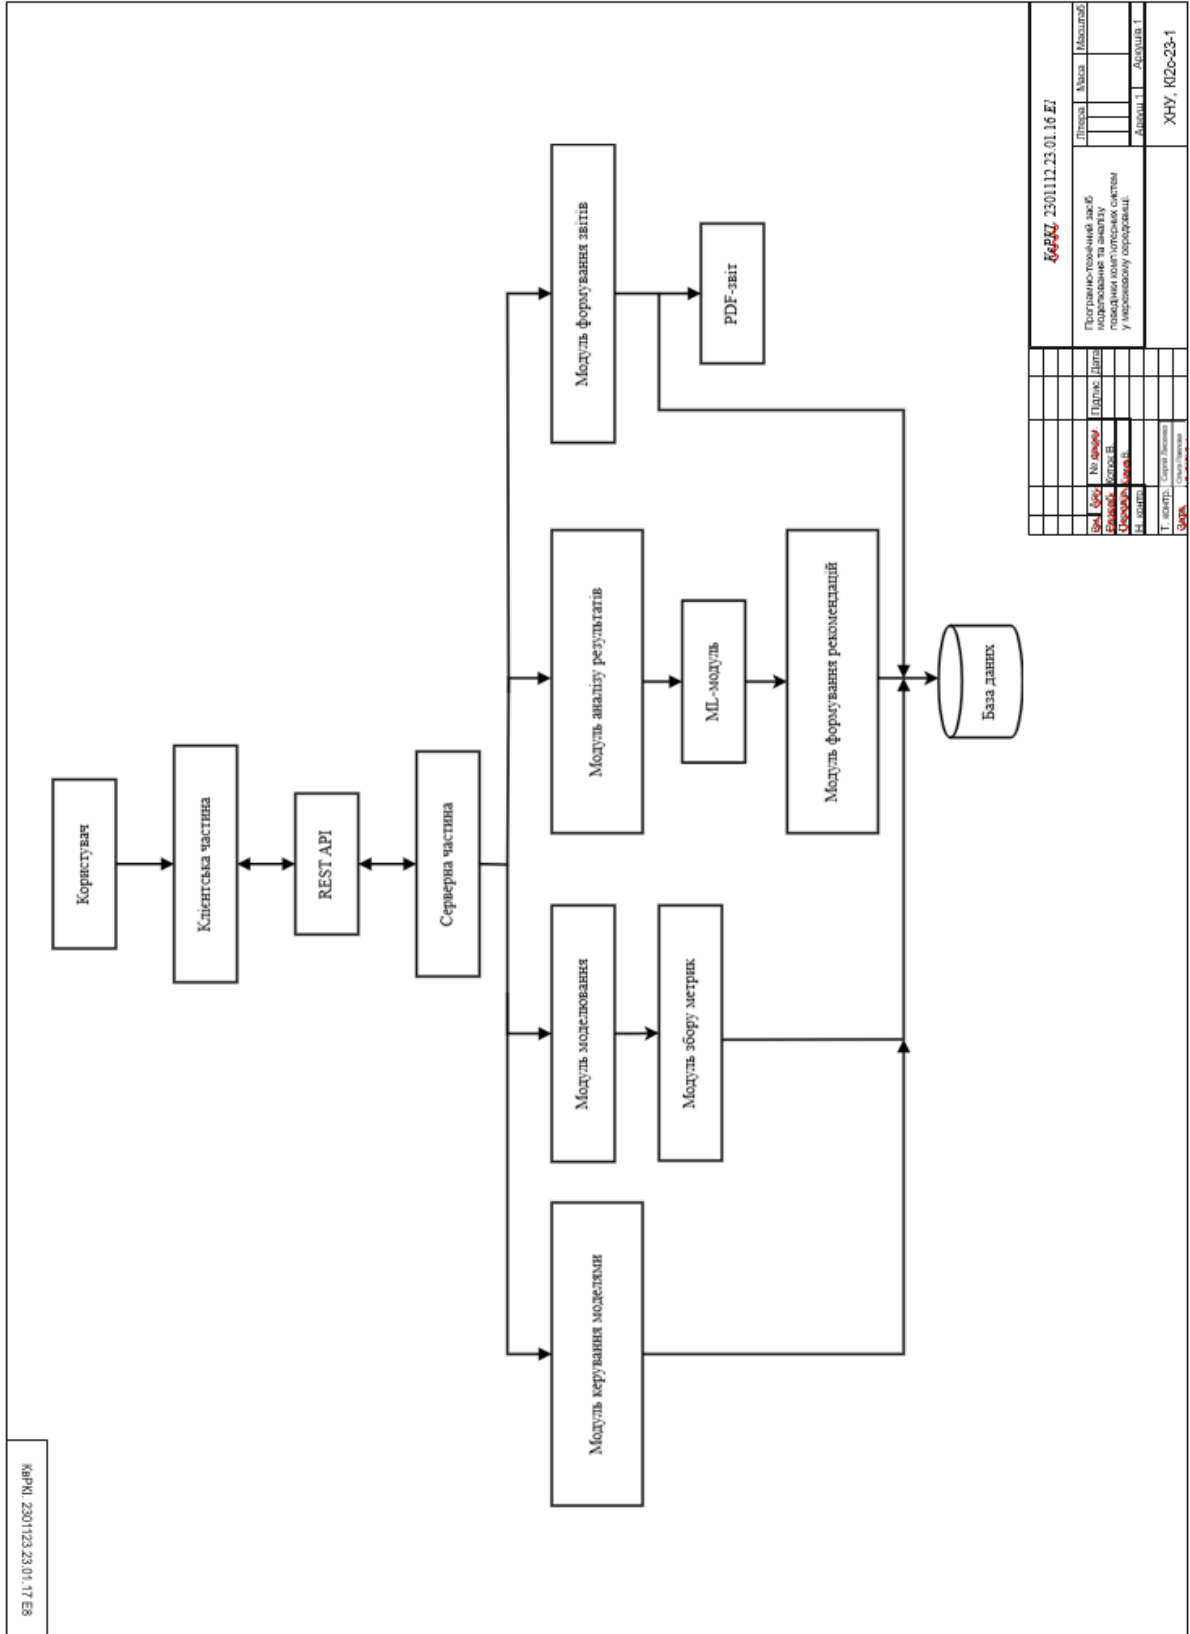 Користувач
Клієнтська частина
REST API
Серверна частина
Модуль керування моделями
Модуль моделювання
Модуль аналізу результатів
Модуль формування звітів
Модуль збору метрик
ML-модуль
PDF-звіт
Модуль формування рекомендацій
База даних
КвРКІ. 2301123.23.01.17 Е8
КвРКІ. 2301112.23.01.16 Е1
Програмно-технічний засіб
моделювання та аналізу
поведінки комп'ютерних систем
у мережевому середовищі
Літера Маса Масштаб
Аркуш 1 Аркушів 1
ХНУ, КІ2с-23-1
Підпис Дата
Котюк В.
Н. контр.
Т. контр.